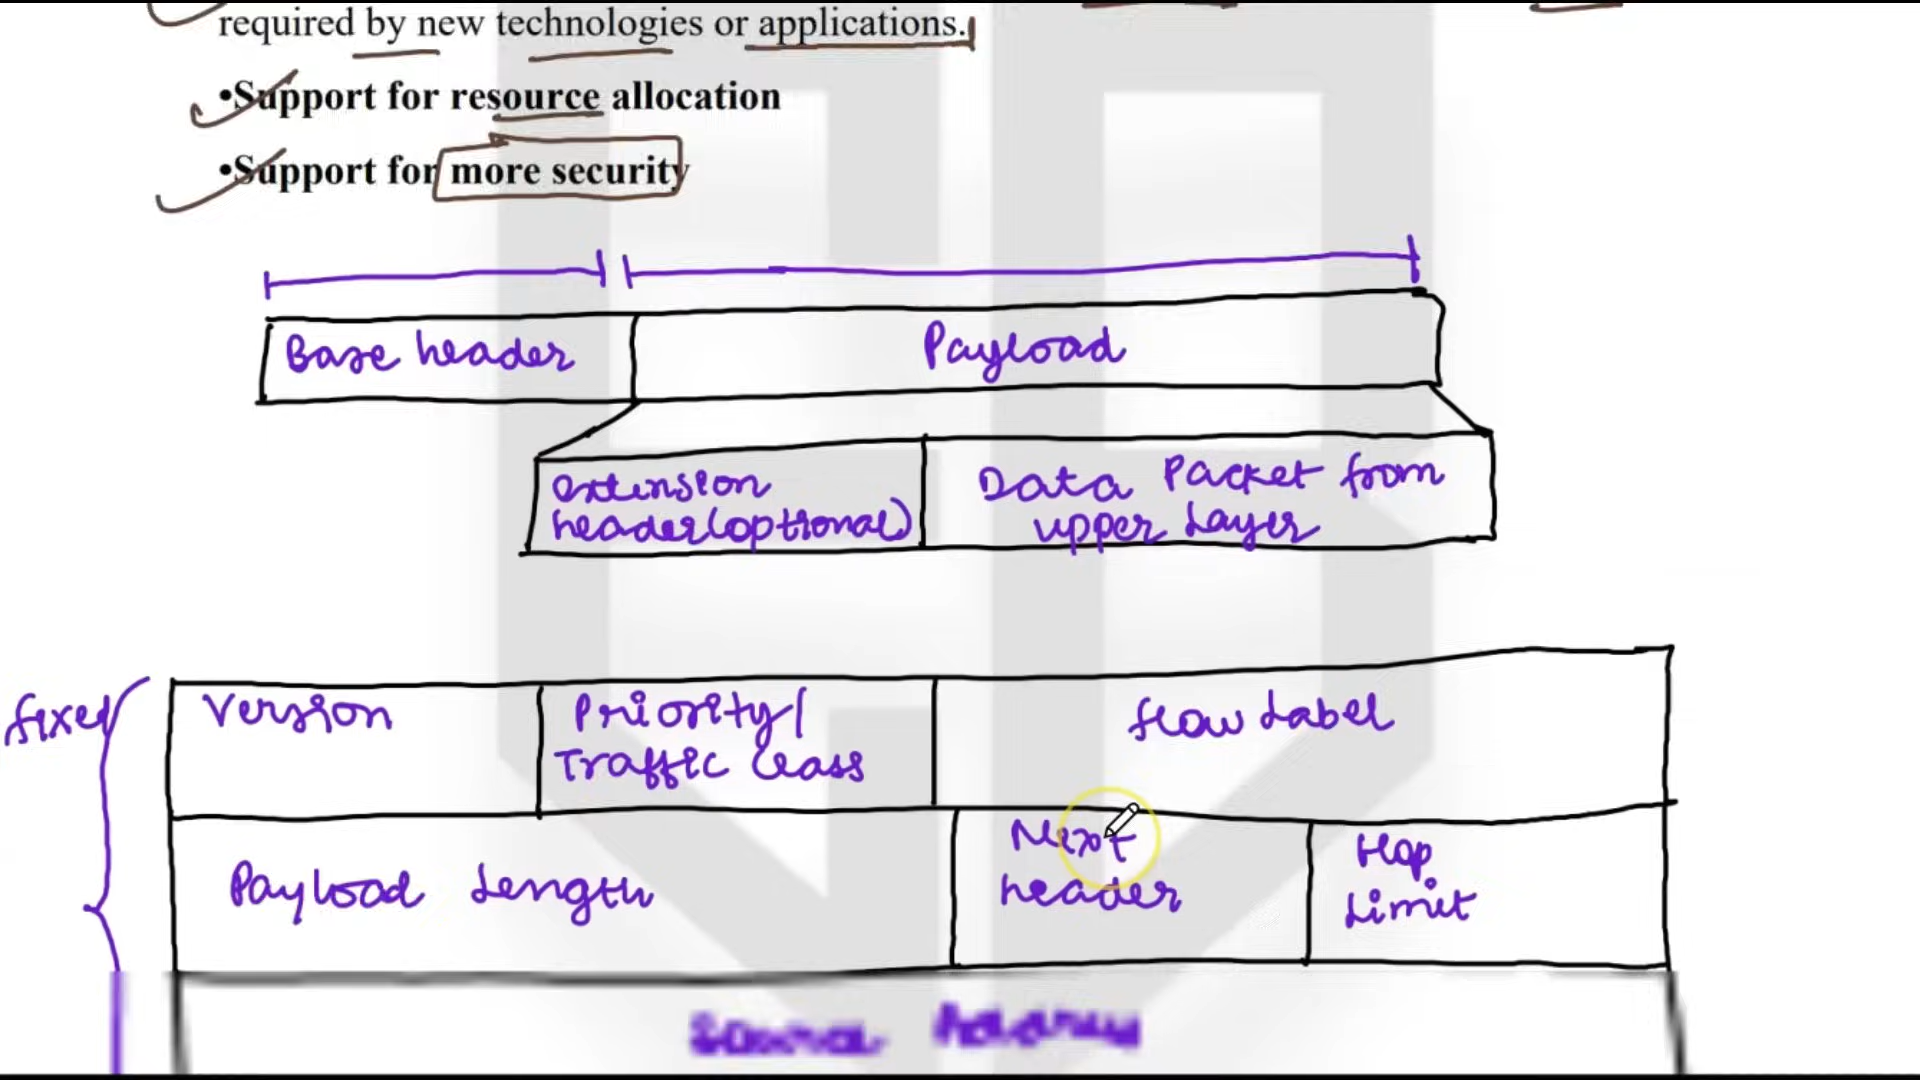 required by new technologies or applications.
•Support for resource allocation
•Support for more security
Base header
Payload
extension
header(optional)
Data Packet from
upper Layer
fixed
Version
Priority/
Traffic Class
flow Label
Payload Length
Next
header
Hop
Limit